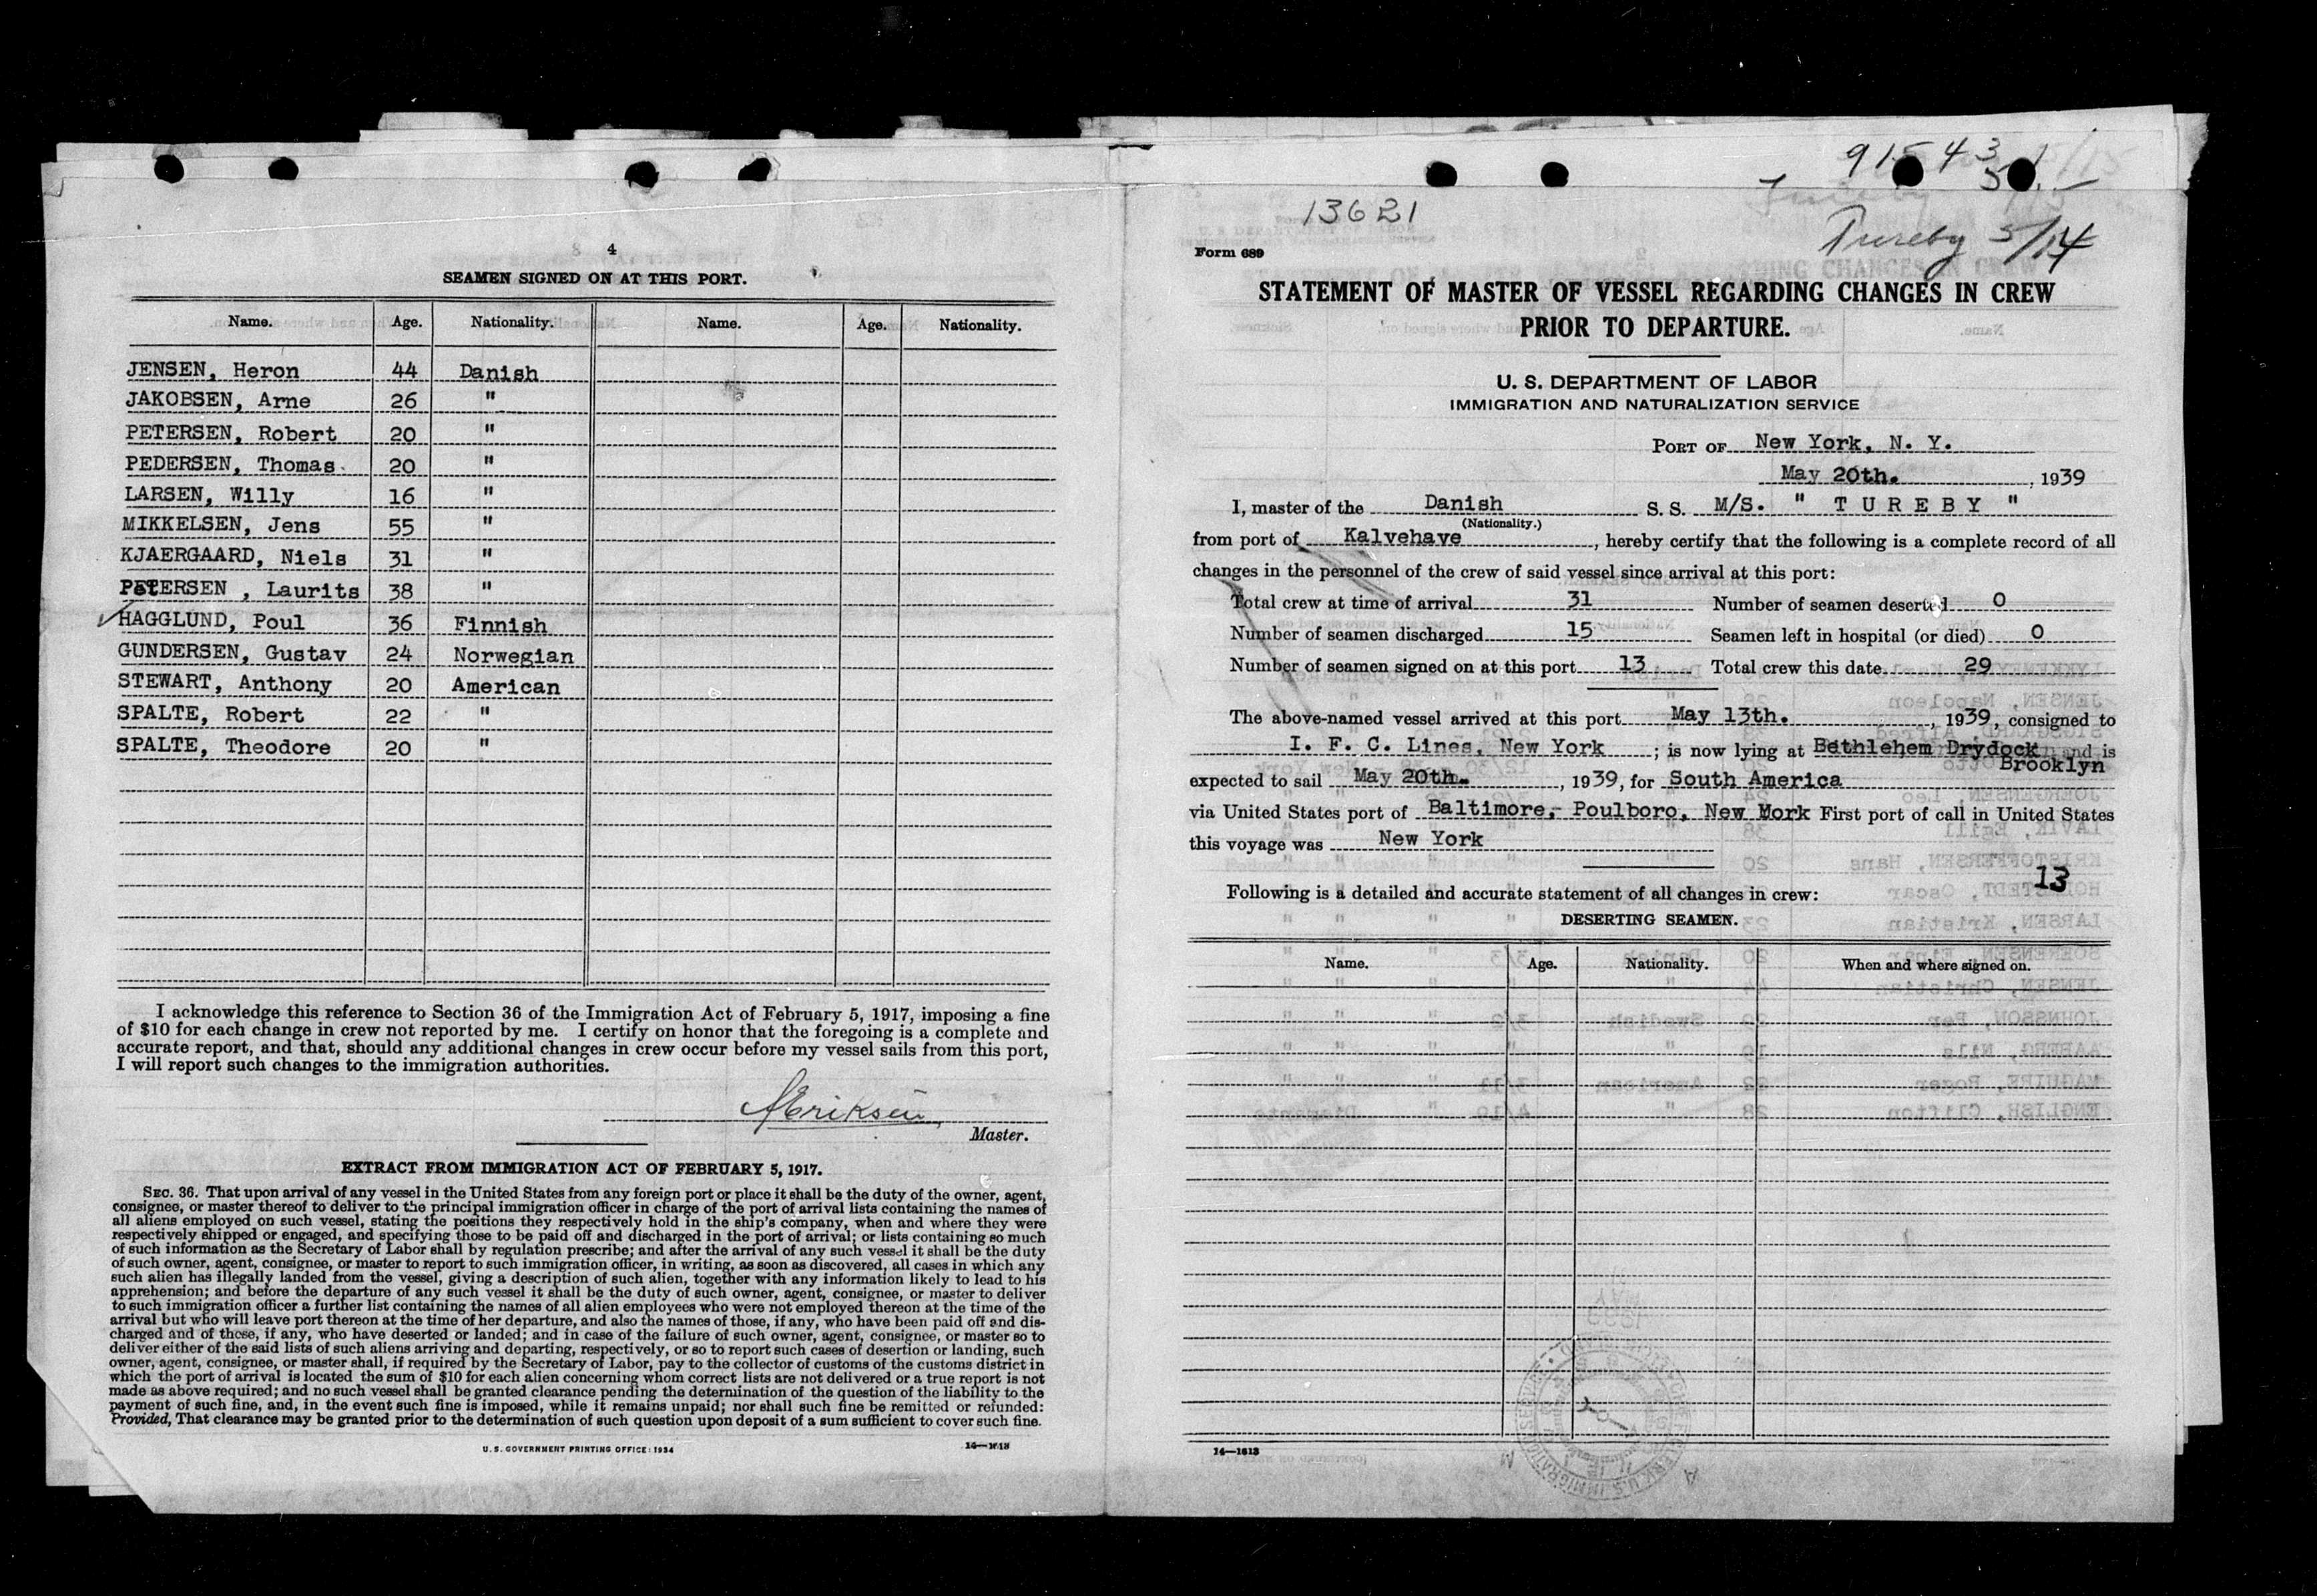 4
SEAMEN SIGNED ON AT THIS PORT.
Name. Age. Nationality. Name. Age. Nationality.
JENSEN, Heron 44 Danish
JAKOBSEN, Arne 26 "
PETERSEN, Robert 20 "
PEDERSEN, Thomas 20 "
LARSEN, Willy 16 "
MIKKELSEN, Jens 55 "
KJAERGAARD, Niels 31 "
PETERSEN , Laurits 38 "
HAGGLUND, Poul 36 Finnish
GUNDERSEN, Gustav 24 Norwegian
STEWART, Anthony 20 American
SPALTE, Robert 22 "
SPALTE, Theodore 20 "
I acknowledge this reference to Section 36 of the Immigration Act of February 5, 1917, imposing a fine
of $10 for each change in crew not reported by me. I certify on honor that the foregoing is a complete and
accurate report, and that, should any additional changes in crew occur before my vessel sails from this port,
I will report such changes to the immigration authorities.
Eriksen
Master.
EXTRACT FROM IMMIGRATION ACT OF FEBRUARY 5, 1917.
SEC. 36. That upon arrival of any vessel in the United States from any foreign port or place it shall be the duty of the owner, agent,
consignee, or master thereof to deliver to the principal immigration officer in charge of the port of arrival lists containing the names of
all aliens employed on such vessel, stating the positions they respectively hold in the ship's company, when and where they were
respectively shipped or engaged, and specifying those to be paid off and discharged in the port of arrival; or lists containing so much
of such information as the Secretary of Labor shall by regulation prescribe; and after the arrival of any such vessel it shall be the duty
of such owner, agent, consignee, or master to report to such immigration officer, in writing, as soon as discovered, all cases in which any
such alien has illegally landed from the vessel, giving a description of such alien, together with any information likely to lead to his
apprehension; and before the departure of any such vessel it shall be the duty of such owner, agent, consignee, or master to deliver
to such immigration officer a further list containing the names of all alien employees who were not employed thereon at the time of the
arrival but who will leave port thereon at the time of her departure, and also the names of those, if any, who have been paid off and dis-
charged and of those, if any, who have deserted or landed; and in case of the failure of such owner, agent, consignee, or master so to
deliver either of the said lists of such aliens arriving and departing, respectively, or so to report such cases of desertion or landing, such
owner, agent, consignee, or master shall, if required by the Secretary of Labor, pay to the collector of customs of the customs district in
which the port of arrival is located the sum of $10 for each alien concerning whom correct lists are not delivered or a true report is not
made as above required; and no such vessel shall be granted clearance pending the determination of the question of the liability to the
payment of such fine, and, in the event such fine is imposed, while it remains unpaid; nor shall such fine be remitted or refunded:
Provided, That clearance may be granted prior to the determination of such question upon deposit of a sum sufficient to cover such fine.
U. S. GOVERNMENT PRINTING OFFICE: 1934 14—1613
13621
Tureby 5/14
Form 689
STATEMENT OF MASTER OF VESSEL REGARDING CHANGES IN CREW
PRIOR TO DEPARTURE.
U. S. DEPARTMENT OF LABOR
IMMIGRATION AND NATURALIZATION SERVICE
PORT OF New York, N. Y.
May 20th. , 1939
I, master of the Danish S. S. M/S. " T U R E B Y "
(Nationality.)
from port of Kalvehave , hereby certify that the following is a complete record of all
changes in the personnel of the crew of said vessel since arrival at this port:
Total crew at time of arrival 31 Number of seamen deserted 0
Number of seamen discharged 15 Seamen left in hospital (or died) 0
Number of seamen signed on at this port 13 Total crew this date 29
The above-named vessel arrived at this port May 13th. , 1939, consigned to
I. F. C. Lines, New York ; is now lying at Bethlehem Drydock and is
Brooklyn
expected to sail May 20th. , 1939, for South America
via United States port of Baltimore,- Poulboro, New Mork First port of call in United States
this voyage was New York
13
Following is a detailed and accurate statement of all changes in crew:
DESERTING SEAMEN.
Name. Age. Nationality. When and where signed on.
14—1613